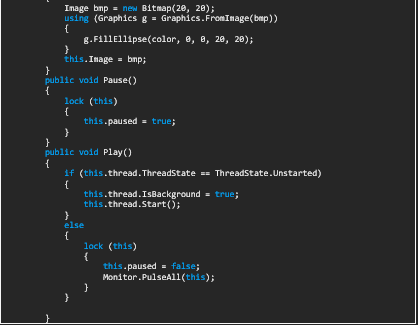 Image bmp = new Bitmap(20, 20);
using (Graphics g = Graphics.FromImage(bmp))
{
g.FillEllipse(color, 0, 0, 20, 20);
}
this.Image = bmp;
}
public void Pause()
{
lock (this)
{
this.paused = true;
}
}
public void Play()
{
if (this.thread.ThreadState == ThreadState.Unstarted)
{
this.thread.IsBackground = true;
this.thread.Start();
}
else
{
lock (this)
{
this.paused = false;
Monitor.PulseAll(this);
}
}
}